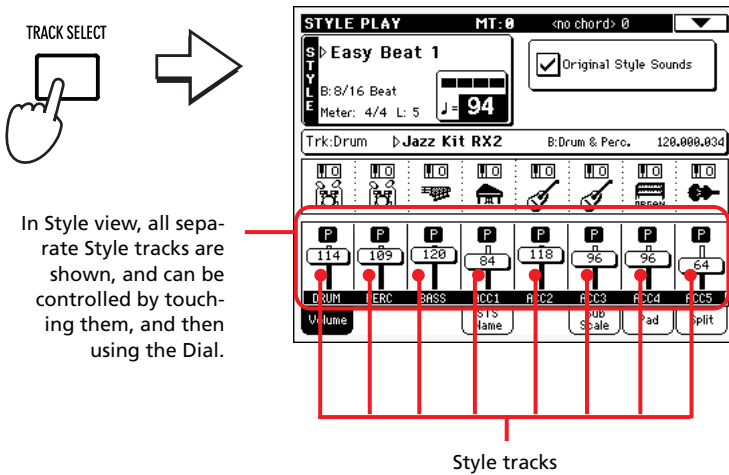 TRACK SELECT
STYLE PLAY MT:0 <no chord> 0
STYLE
Easy Beat 1
Original Style Sounds
B:8/16 Beat
Meter: 4/4 L: 5
♩= 94
Trk:Drum Jazz Kit RX2 B:Drum & Perc. 120.000.034
ORGAN
P P P P P P P P
114 109 120 84 118 96 96 64
DRUM PERC BASS ACC1 ACC2 ACC3 ACC4 ACC5
Volume STS Name Sub Scale Pad Split
In Style view, all sepa-
rate Style tracks are
shown, and can be
controlled by touch-
ing them, and then
using the Dial.
Style tracks